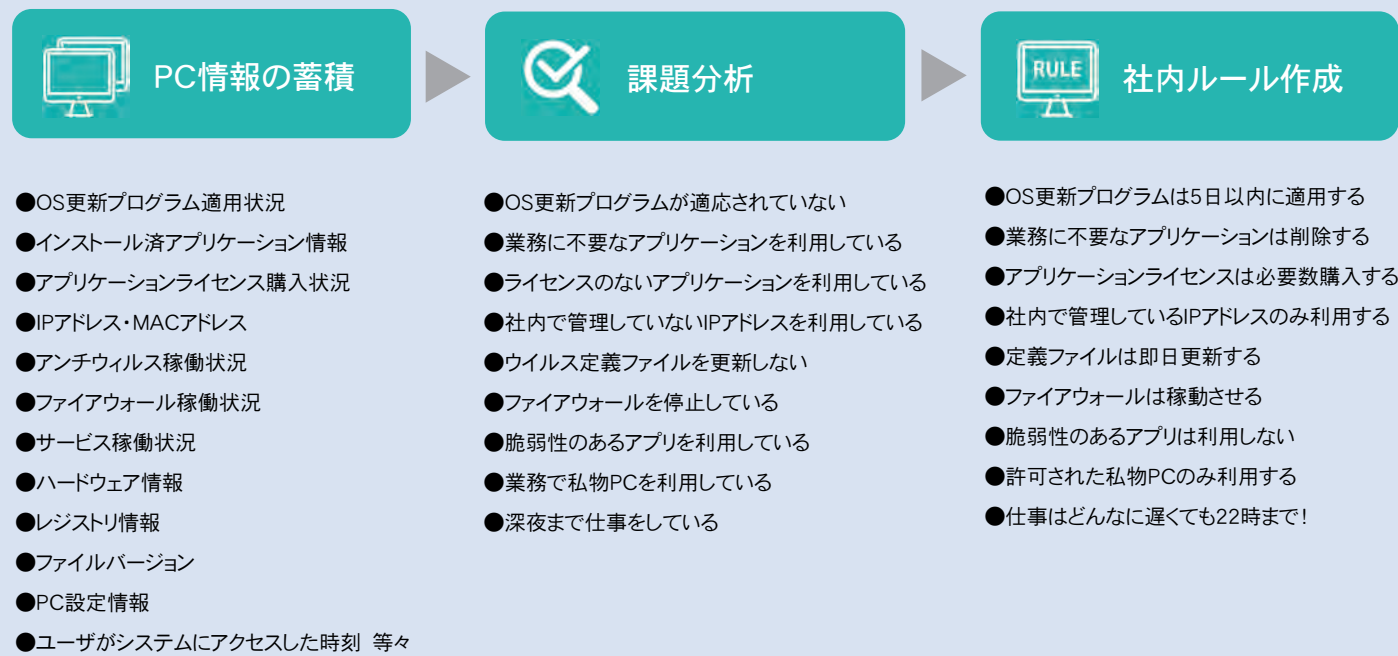 PC情報の蓄積
●OS更新プログラム適用状況
●インストール済アプリケーション情報
●アプリケーションライセンス購入状況
●IPアドレス・MACアドレス
●アンチウィルス稼働状況
●ファイアウォール稼働状況
●サービス稼働状況
●ハードウェア情報
●レジストリ情報
●ファイルバージョン
●PC設定情報
●ユーザがシステムにアクセスした時刻 等々
課題分析
●OS更新プログラムが適応されていない
●業務に不要なアプリケーションを利用している
●ライセンスのないアプリケーションを利用している
●社内で管理していないIPアドレスを利用している
●ウイルス定義ファイルを更新しない
●ファイアウォールを停止している
●脆弱性のあるアプリを利用している
●業務で私物PCを利用している
●深夜まで仕事をしている
RULE
社内ルール作成
●OS更新プログラムは5日以内に適用する
●業務に不要なアプリケーションは削除する
●アプリケーションライセンスは必要数購入する
●社内で管理しているIPアドレスのみ利用する
●定義ファイルは即日更新する
●ファイアウォールは稼動させる
●脆弱性のあるアプリは利用しない
●許可された私物PCのみ利用する
●仕事はどんなに遅くても22時まで!